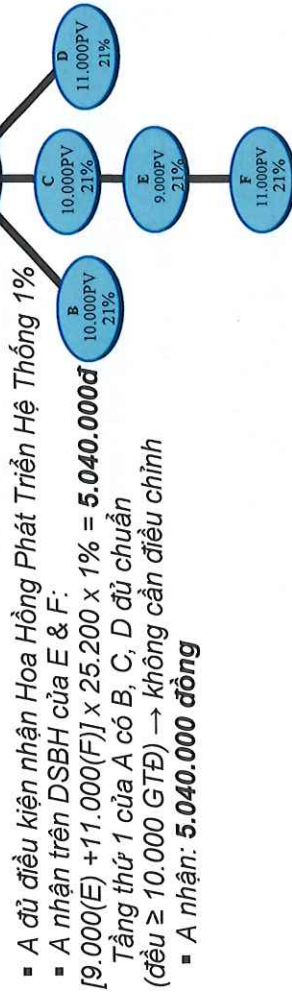 ▪ A đủ điều kiện nhận Hoa Hồng Phát Triển Hệ Thống 1%
▪ A nhận trên DSBH của E & F:
[9.000(E) +11.000(F)] x 25.200 x 1% = 5.040.000đ
Tầng thứ 1 của A có B, C, D đủ chuẩn
(đều ≥ 10.000 GTĐ) → không cần điều chỉnh
▪ A nhận: 5.040.000 đồng
B
10.000PV
21%
C
10.000PV
21%
D
11.000PV
21%
E
9.000PV
21%
F
11.000PV
21%